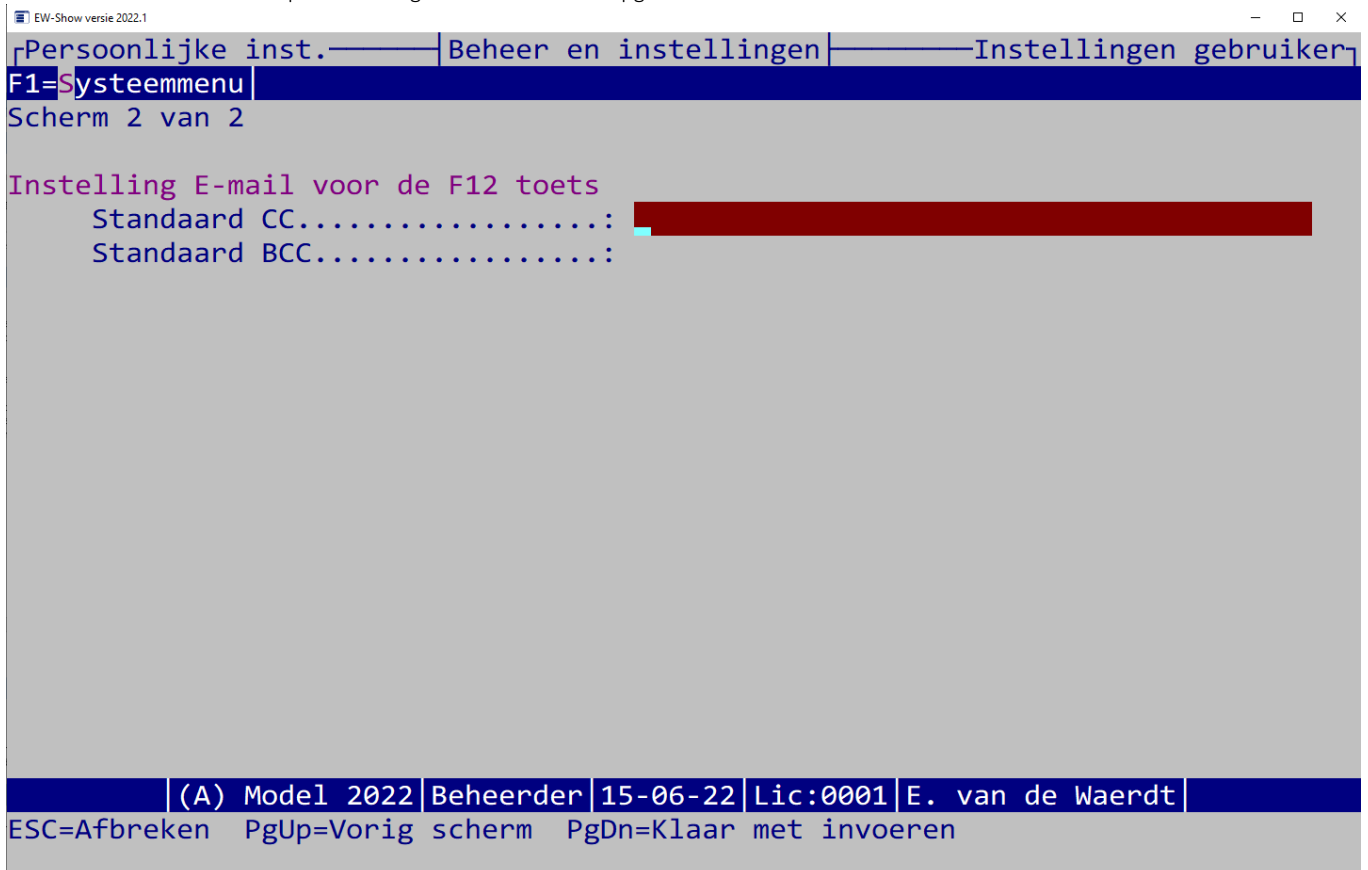 EW-Show versie 2022.1
Persoonlijke inst. Beheer en instellingen Instellingen gebruiker
F1=Systeemmenu
Scherm 2 van 2
Instelling E-mail voor de F12 toets
Standaard CC..................:
Standaard BCC.................:
(A) Model 2022|Beheerder|15-06-22|Lic:0001|E. van de Waerdt|
ESC=Afbreken PgUp=Vorig scherm PgDn=Klaar met invoeren